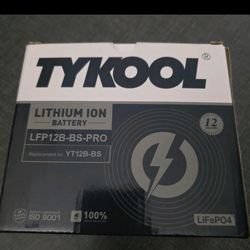 TYKOOL®
LITHIUM ION
BATTERY
LFP12B-BS-PRO
Replacement for YT12B-BS
12
ISO 9001
100%
LiFePO4